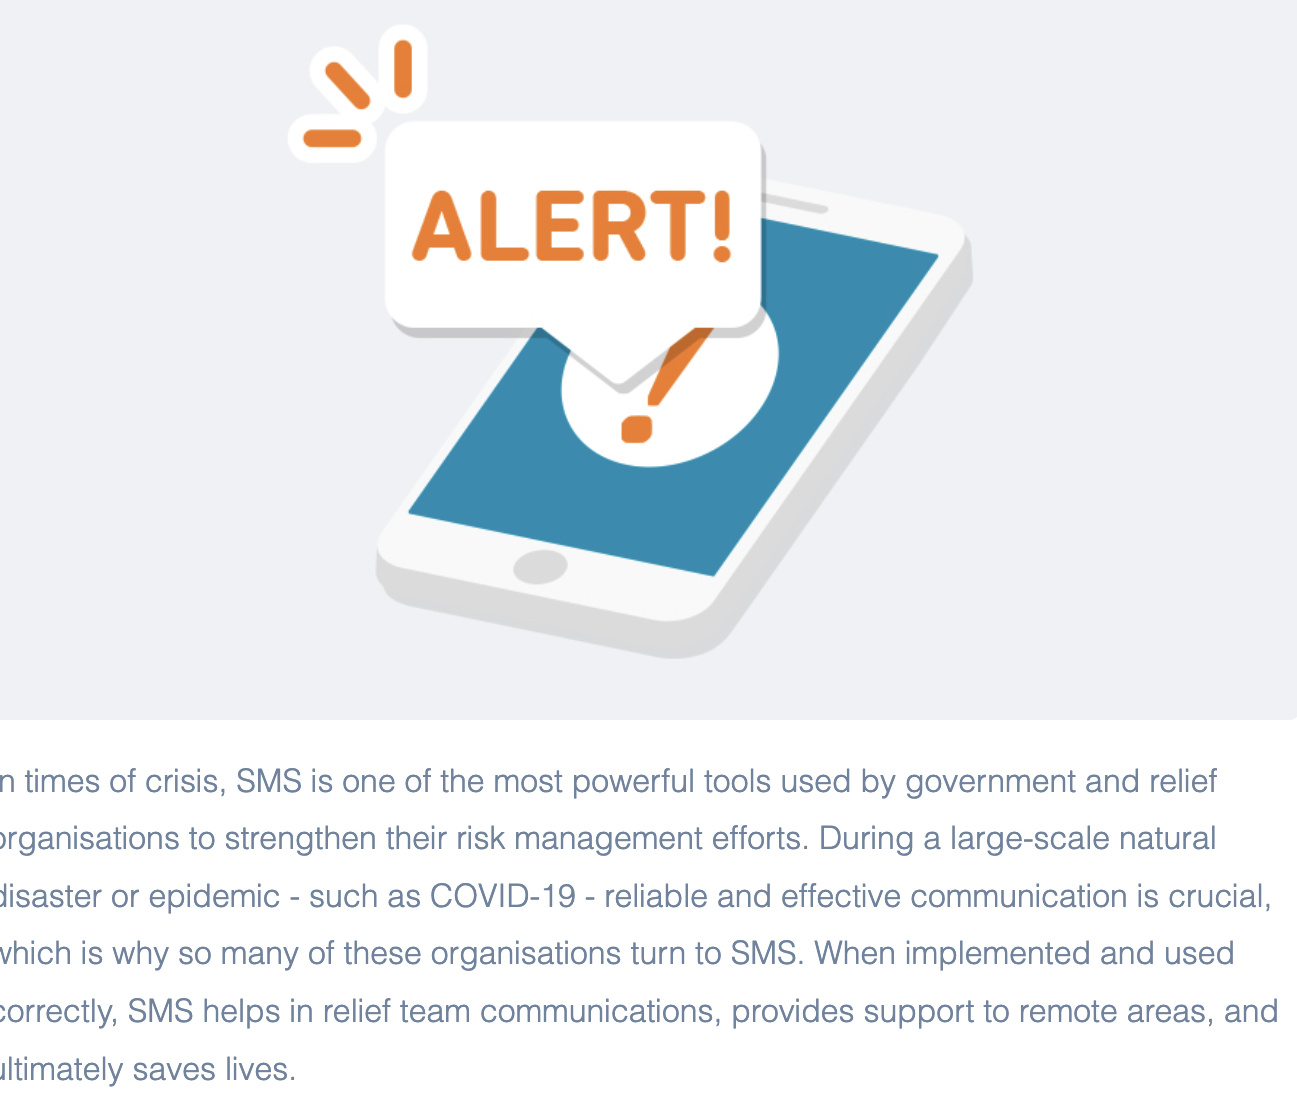 ALERT!
!
n times of crisis, SMS is one of the most powerful tools used by government and relief
organisations to strengthen their risk management efforts. During a large-scale natural
disaster or epidemic - such as COVID-19 - reliable and effective communication is crucial,
which is why so many of these organisations turn to SMS. When implemented and used
correctly, SMS helps in relief team communications, provides support to remote areas, and
ultimately saves lives.